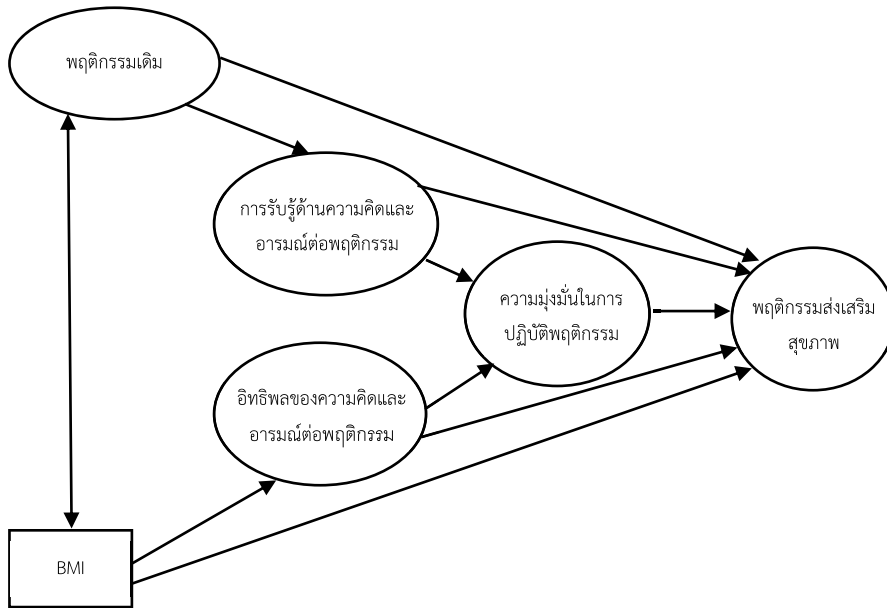 พฤติกรรมเดิม
การรับรู้ด้านความคิดและ
อารมณ์ต่อพฤติกรรม
ความมุ่งมั่นในการ
ปฏิบัติพฤติกรรม
พฤติกรรมส่งเสริม
สุขภาพ
อิทธิพลของความคิดและ
อารมณ์ต่อพฤติกรรม
BMI